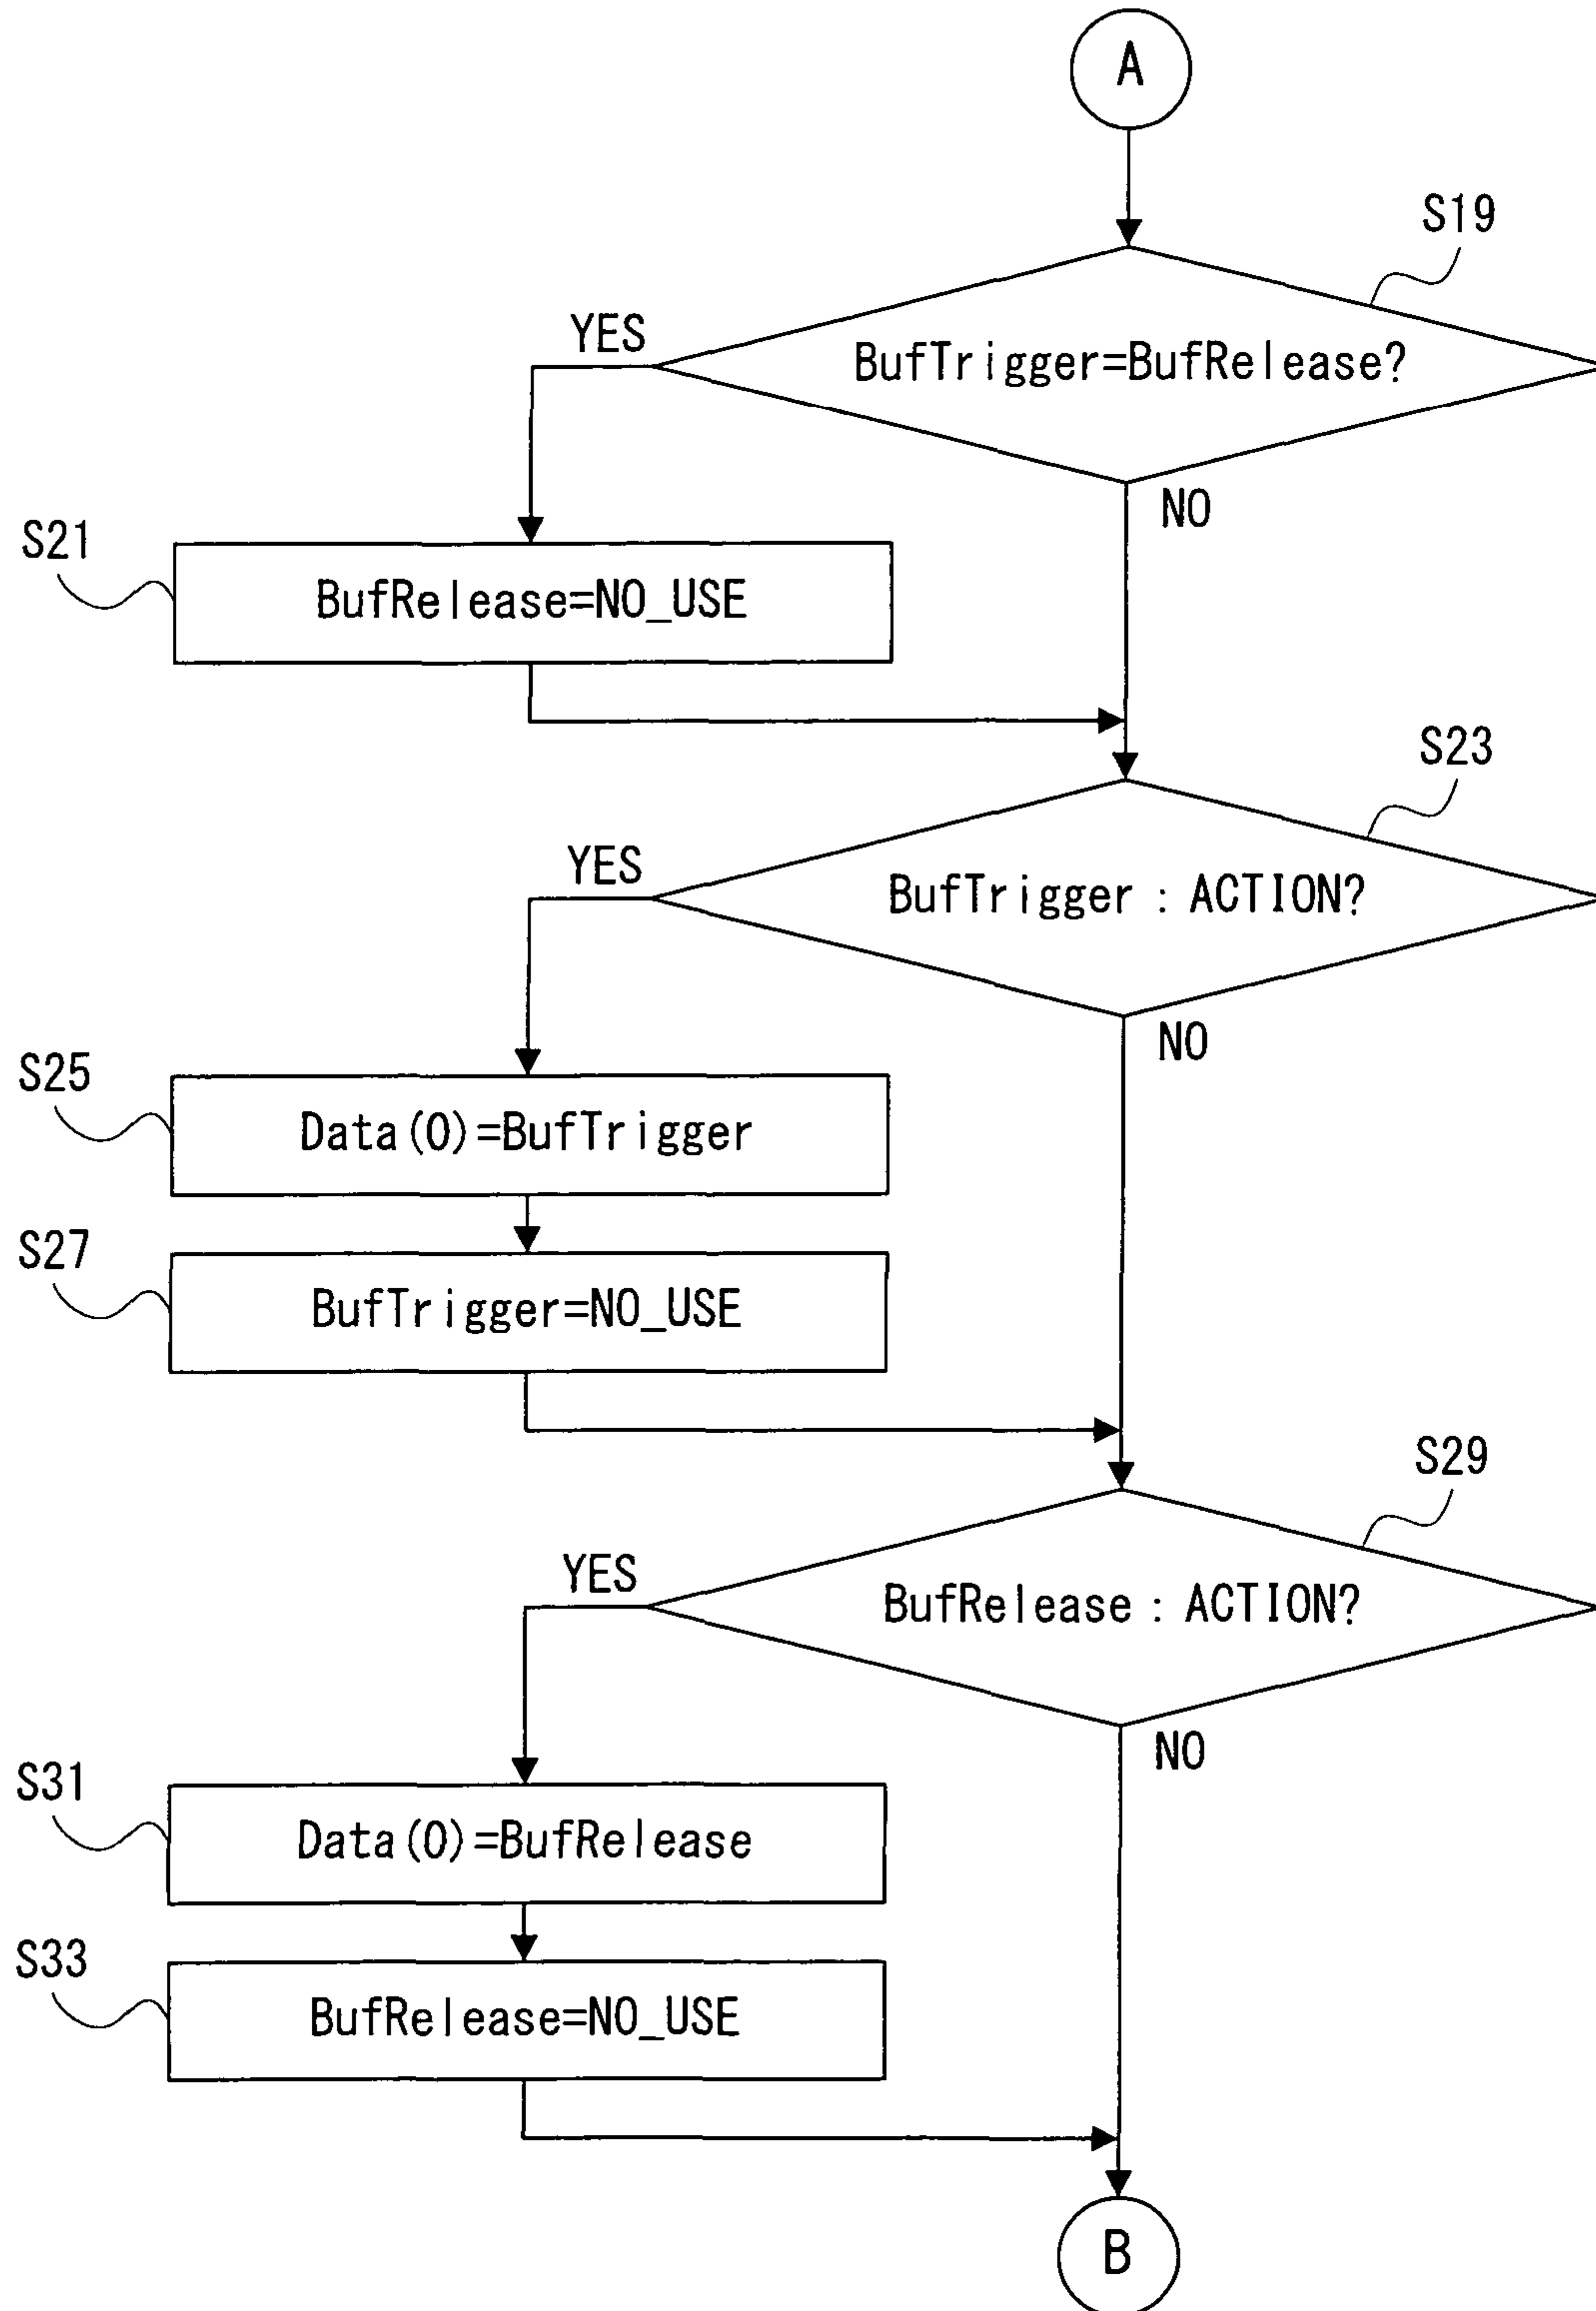 A
S19
YES
BufTrigger=BufRelease?
NO
S21
BufRelease=NO_USE
S23
YES
BufTrigger : ACTION?
NO
S25
Data(0)=BufTrigger
S27
BufTrigger=NO_USE
S29
YES
BufRelease : ACTION?
NO
S31
Data(0)=BufRelease
S33
BufRelease=NO_USE
B